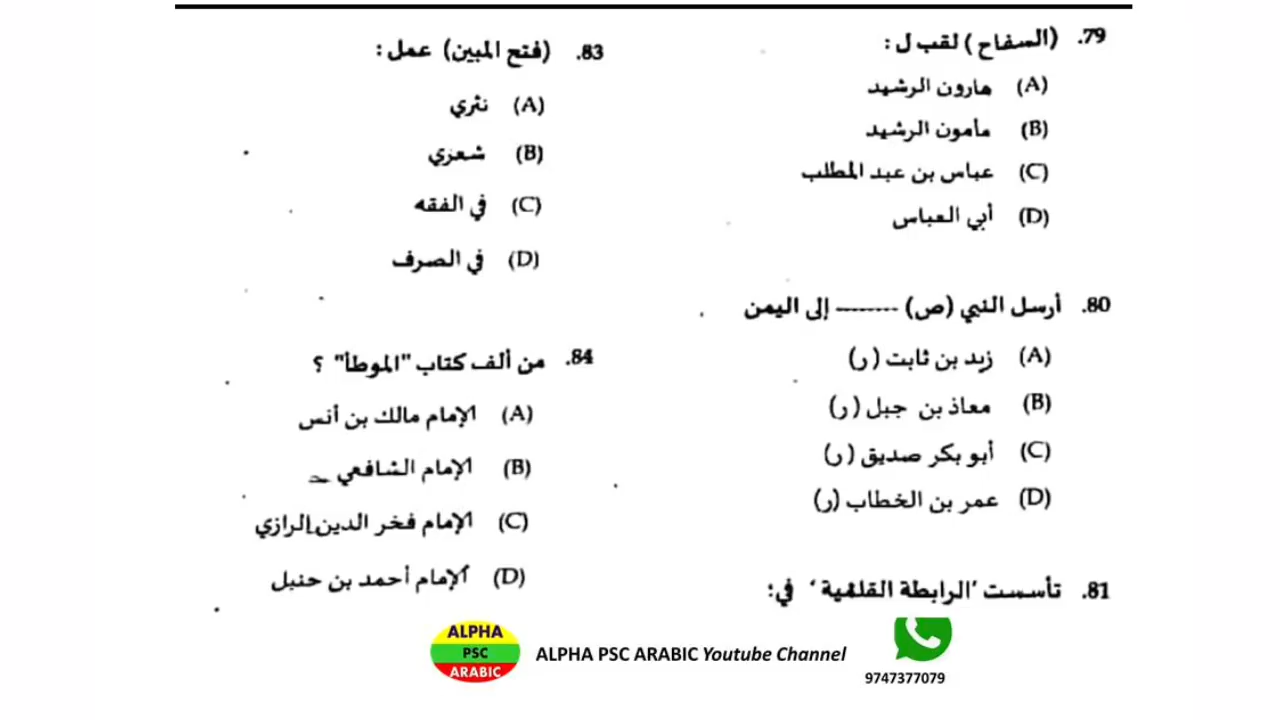 79. (السفاح) لقب ل:
(A) هارون الرشيد
(B) مأمون الرشيد
(C) عباس بن عبد المطلب
(D) أبي العباس
80. أرسل النبي (ص) -------- إلى اليمن
(A) زيد بن ثابت (ر)
(B) معاذ بن جبل (ر)
(C) أبو بكر صديق (ر)
(D) عمر بن الخطاب (ر)
81. تأسست 'الرابطة القلمية' في:
83. (فتح المبين) عمل:
(A) نثري
(B) شعري
(C) في الفقه
(D) في الصرف
84. من ألف كتاب "الموطأ" ؟
(A) الإمام مالك بن أنس
(B) الإمام الشافعي
(C) الإمام فخر الدين الرازي
(D) الإمام أحمد بن حنبل
ALPHA
PSC
ARABIC
ALPHA PSC ARABIC Youtube Channel
9747377079